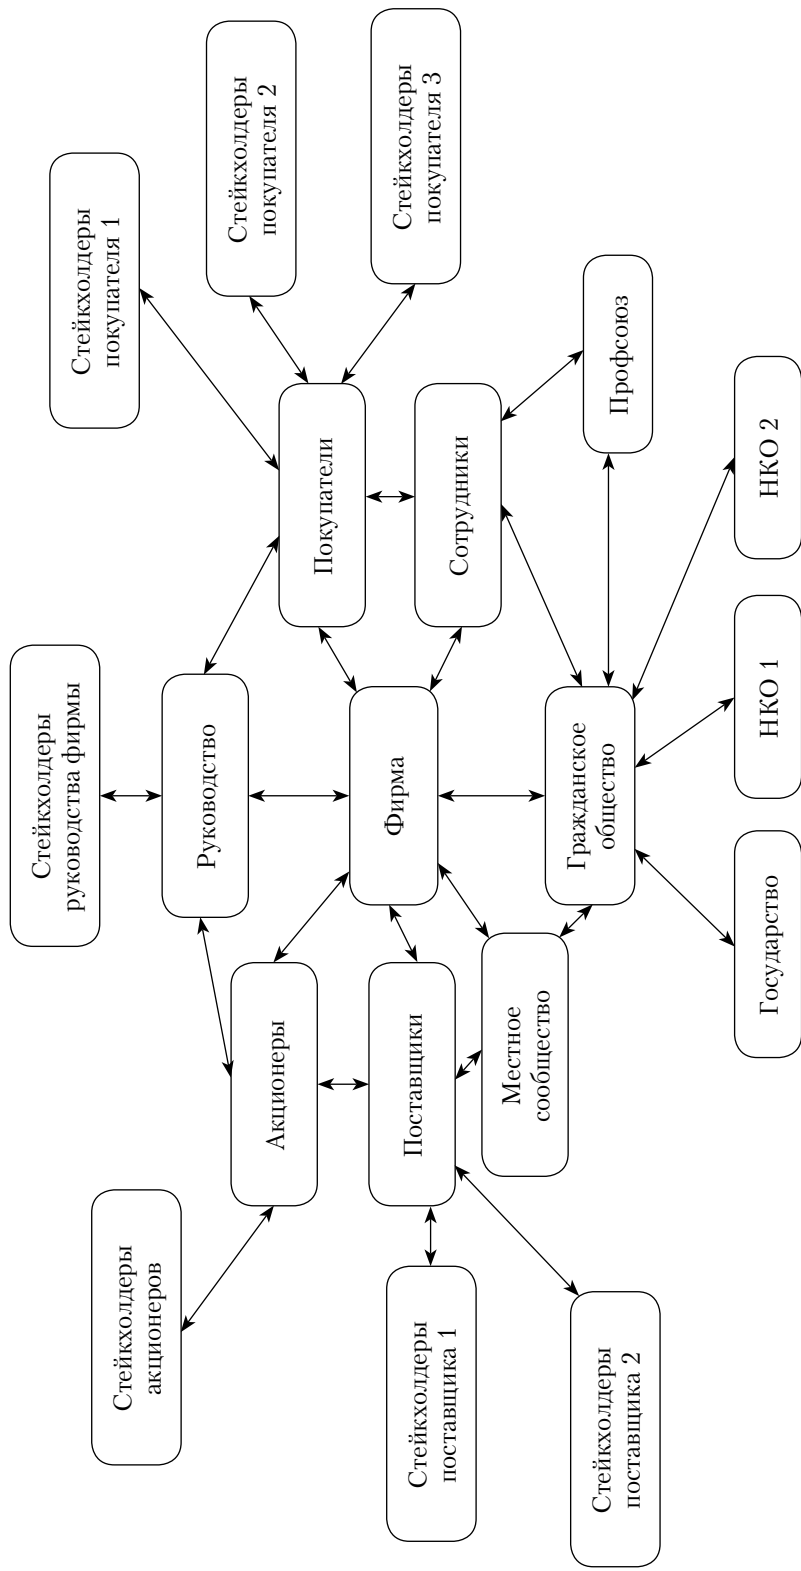 Стейкхолдеры
руководства фирмы
Стейкхолдеры
покупателя 1
Стейкхолдеры
акционеров
Руководство
Стейкхолдеры
покупателя 2
Акционеры
Покупатели
Стейкхолдеры
поставщика 1
Поставщики
Фирма
Стейкхолдеры
покупателя 3
Сотрудники
Местное
сообщество
Гражданское
общество
Стейкхолдеры
поставщика 2
Профсоюз
Государство
НКО 1
НКО 2